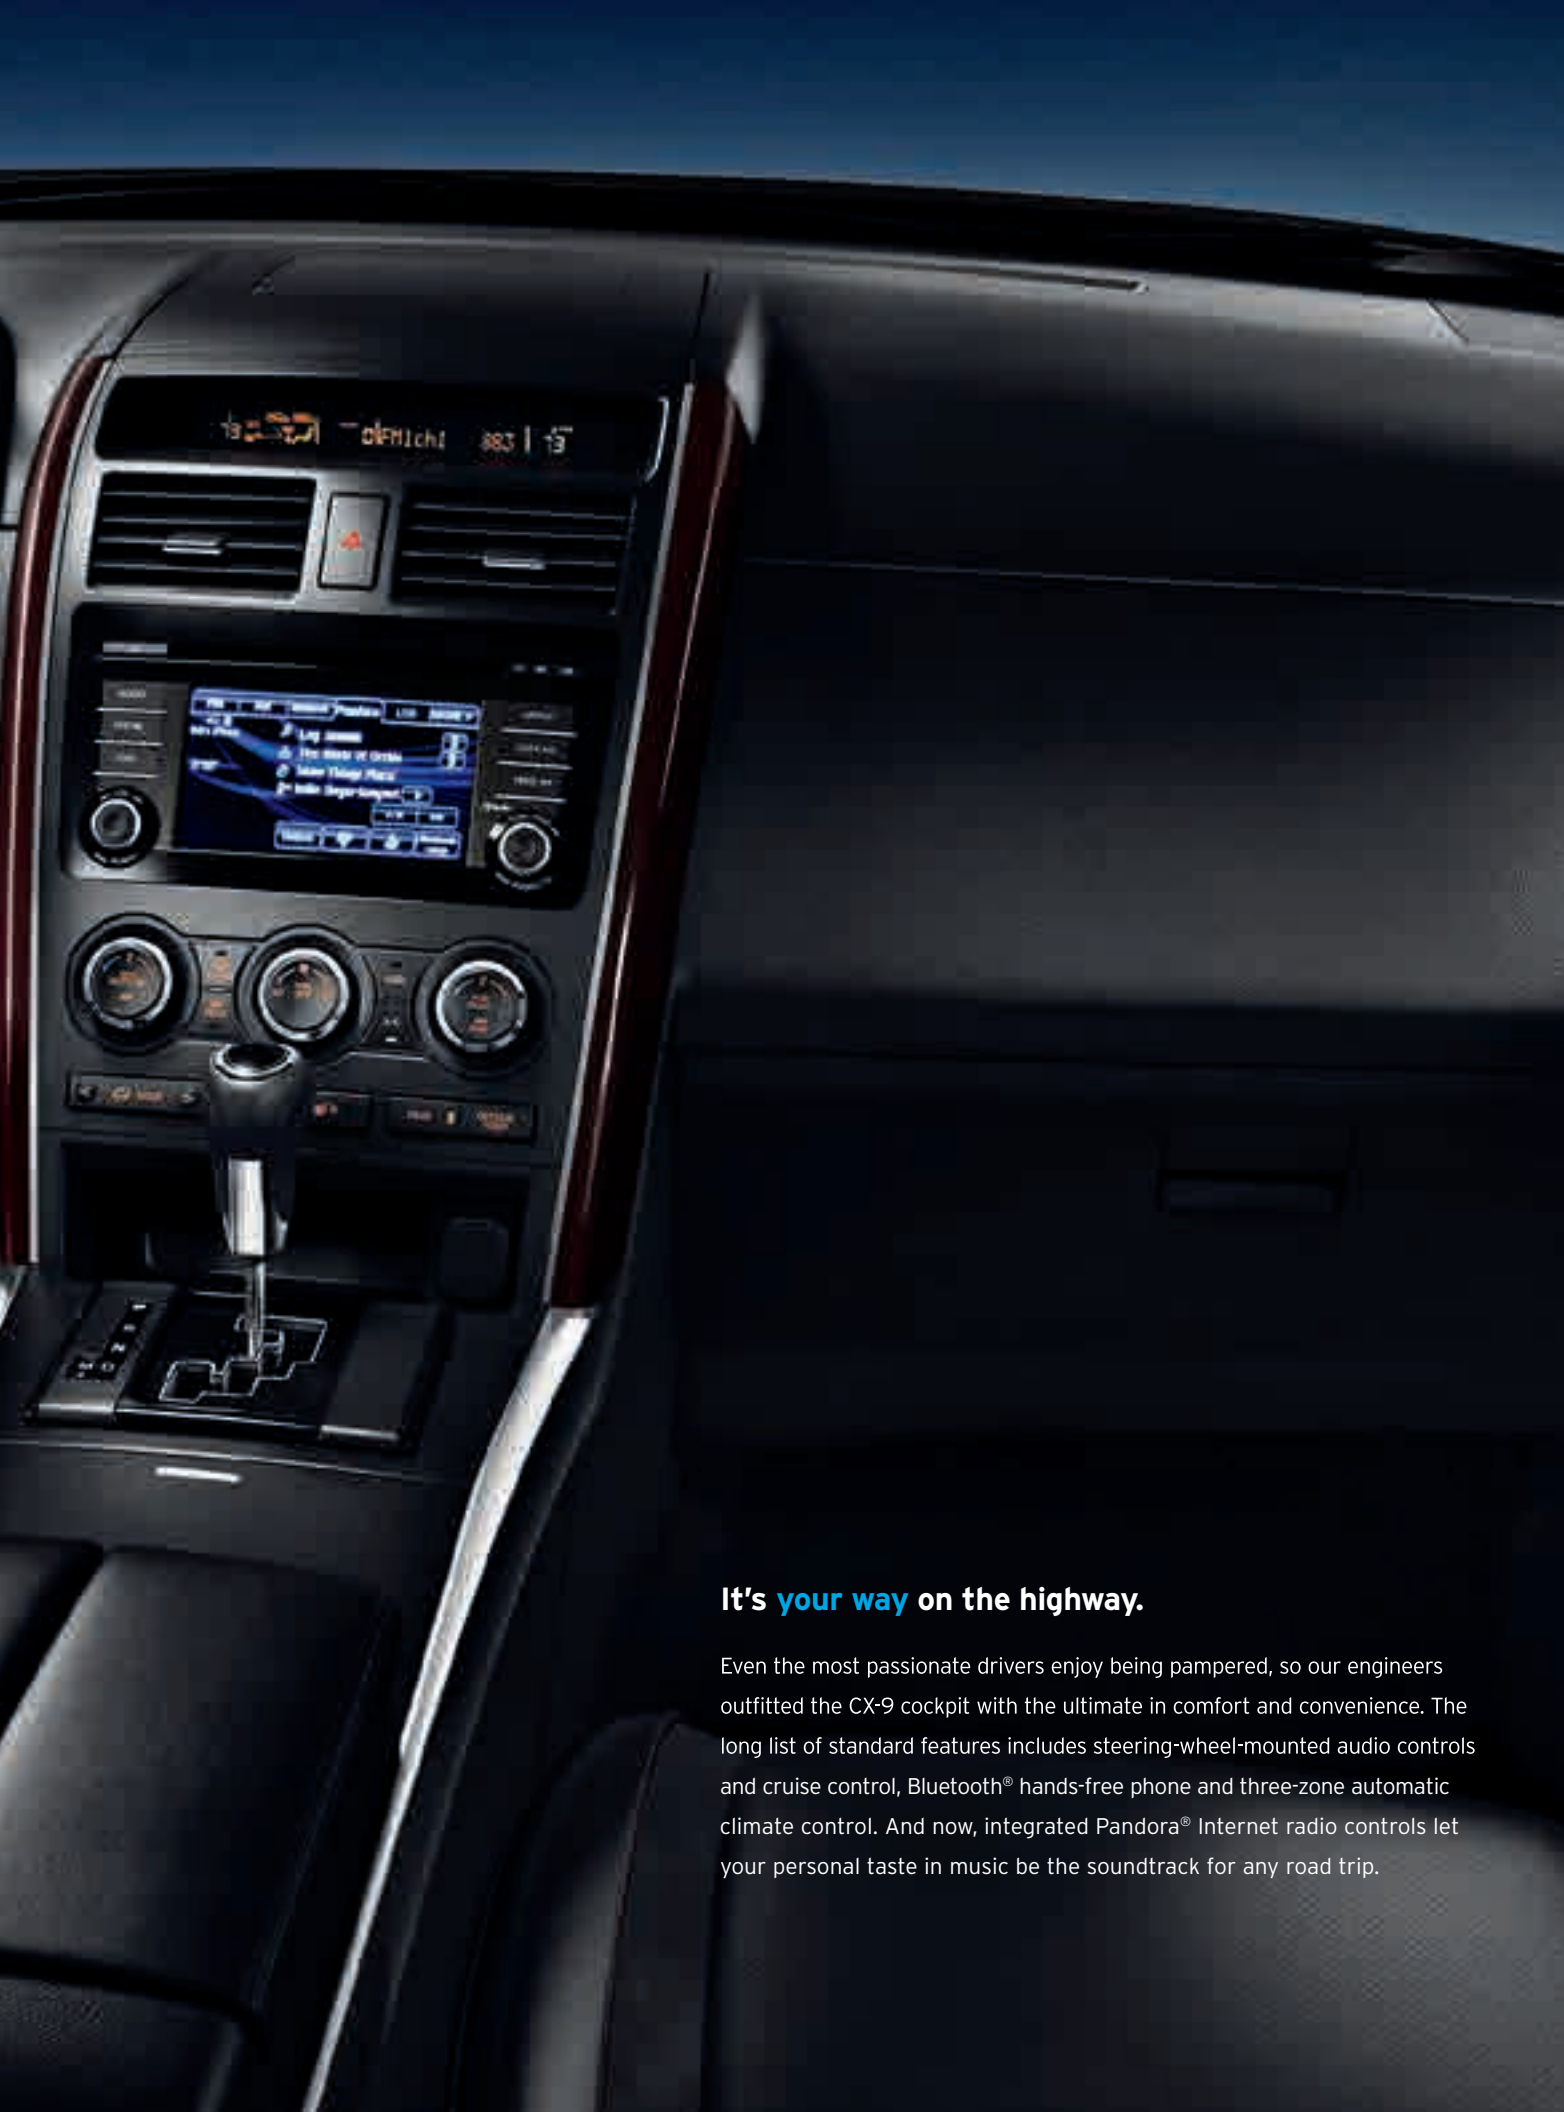 FM1ch1
Pandora
P
R
N
D
M
It's your way on the highway.
Even the most passionate drivers enjoy being pampered, so our engineers
outfitted the CX-9 cockpit with the ultimate in comfort and convenience. The
long list of standard features includes steering-wheel-mounted audio controls
and cruise control, Bluetooth® hands-free phone and three-zone automatic
climate control. And now, integrated Pandora® Internet radio controls let
your personal taste in music be the soundtrack for any road trip.